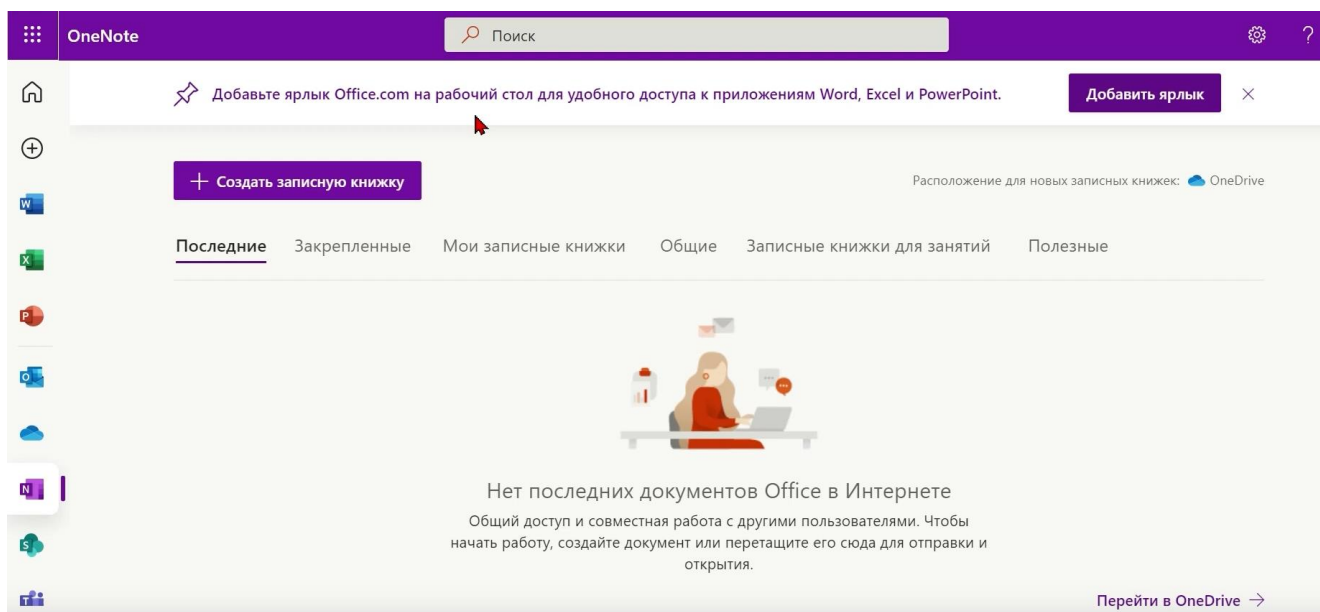 OneNote
Поиск
?
Добавьте ярлык Office.com на рабочий стол для удобного доступа к приложениям Word, Excel и PowerPoint.
Добавить ярлык
+ Создать записную книжку
Расположение для новых записных книжек: OneDrive
Последние Закрепленные Мои записные книжки Общие Записные книжки для занятий Полезные
Нет последних документов Office в Интернете
Общий доступ и совместная работа с другими пользователями. Чтобы
начать работу, создайте документ или перетащите его сюда для отправки и
открытия.
Перейти в OneDrive →